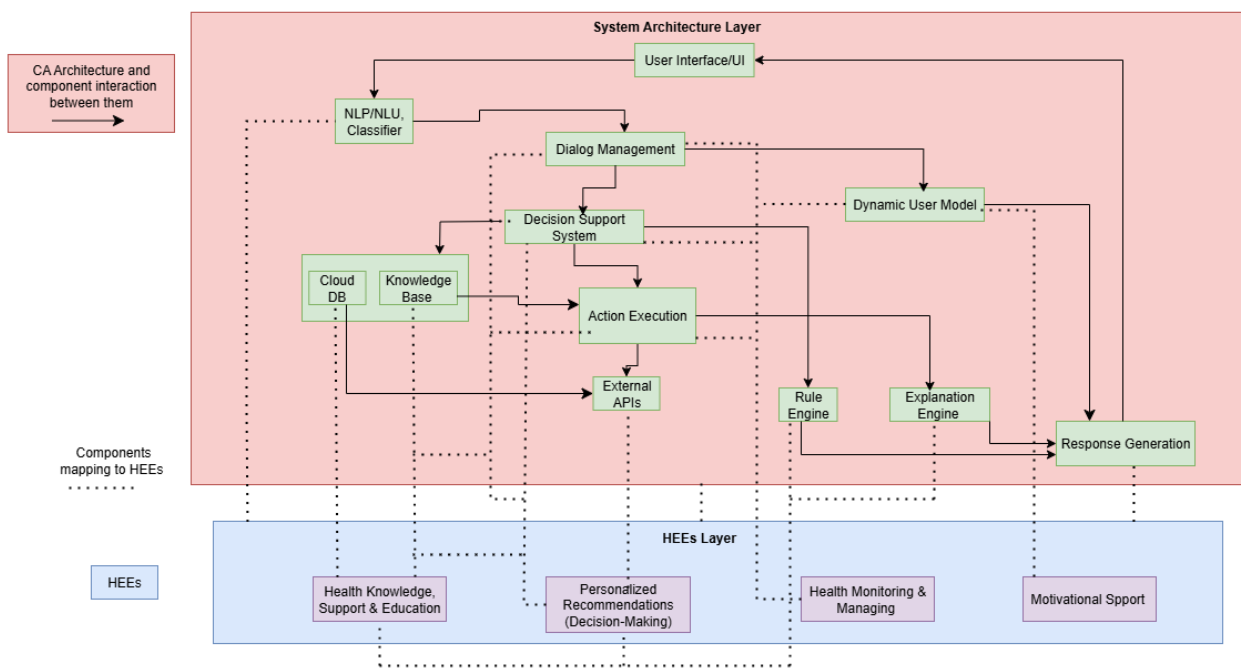 System Architecture Layer
CA Architecture and
component interaction
between them
User Interface/UI
NLP/NLU,
Classifier
Dialog Management
Dynamic User Model
Decision Support
System
Cloud
DB
Knowledge
Base
Action Execution
External
APIs
Rule
Engine
Explanation
Engine
Response Generation
Components
mapping to HEEs
HEEs Layer
HEEs
Health Knowledge,
Support & Education
Personalized
Recommendations
(Decision-Making)
Health Monitoring &
Managing
Motivational Spport